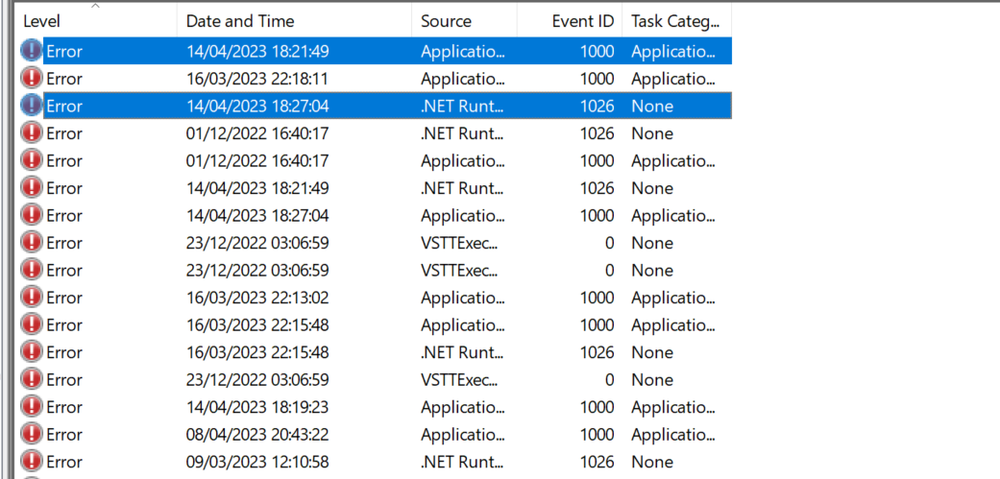 Level Date and Time Source Event ID Task Categ...
Error 14/04/2023 18:21:49 Applicatio... 1000 Applicatio...
Error 16/03/2023 22:18:11 Applicatio... 1000 Applicatio...
Error 14/04/2023 18:27:04 .NET Runt... 1026 None
Error 01/12/2022 16:40:17 .NET Runt... 1026 None
Error 01/12/2022 16:40:17 Applicatio... 1000 Applicatio...
Error 14/04/2023 18:21:49 .NET Runt... 1026 None
Error 14/04/2023 18:27:04 Applicatio... 1000 Applicatio...
Error 23/12/2022 03:06:59 VSTTExec... 0 None
Error 23/12/2022 03:06:59 VSTTExec... 0 None
Error 16/03/2023 22:13:02 Applicatio... 1000 Applicatio...
Error 16/03/2023 22:15:48 Applicatio... 1000 Applicatio...
Error 16/03/2023 22:15:48 .NET Runt... 1026 None
Error 23/12/2022 03:06:59 VSTTExec... 0 None
Error 14/04/2023 18:19:23 Applicatio... 1000 Applicatio...
Error 08/04/2023 20:43:22 Applicatio... 1000 Applicatio...
Error 09/03/2023 12:10:58 .NET Runt... 1026 None